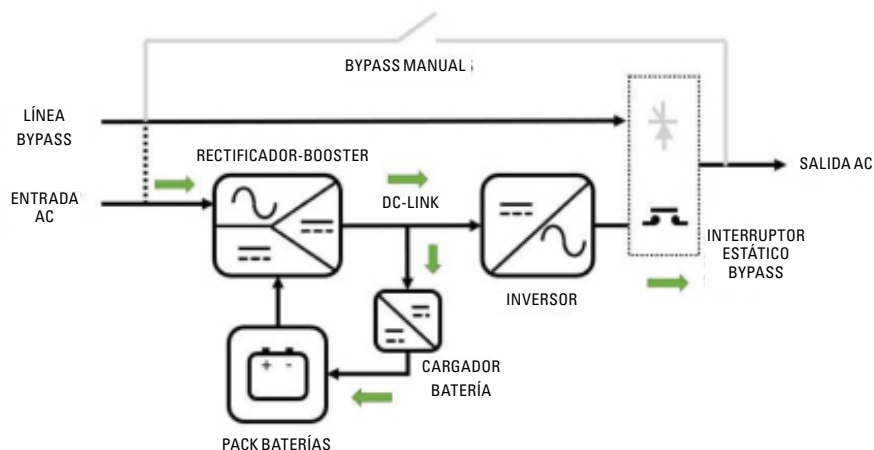 BYPASS MANUAL
LÍNEA
BYPASS
RECTIFICADOR-BOOSTER
SALIDA AC
ENTRADA
AC
DC-LINK
INTERRUPTOR
ESTÁTICO
BYPASS
INVERSOR
CARGADOR
BATERÍA
+ -
PACK BATERÍAS